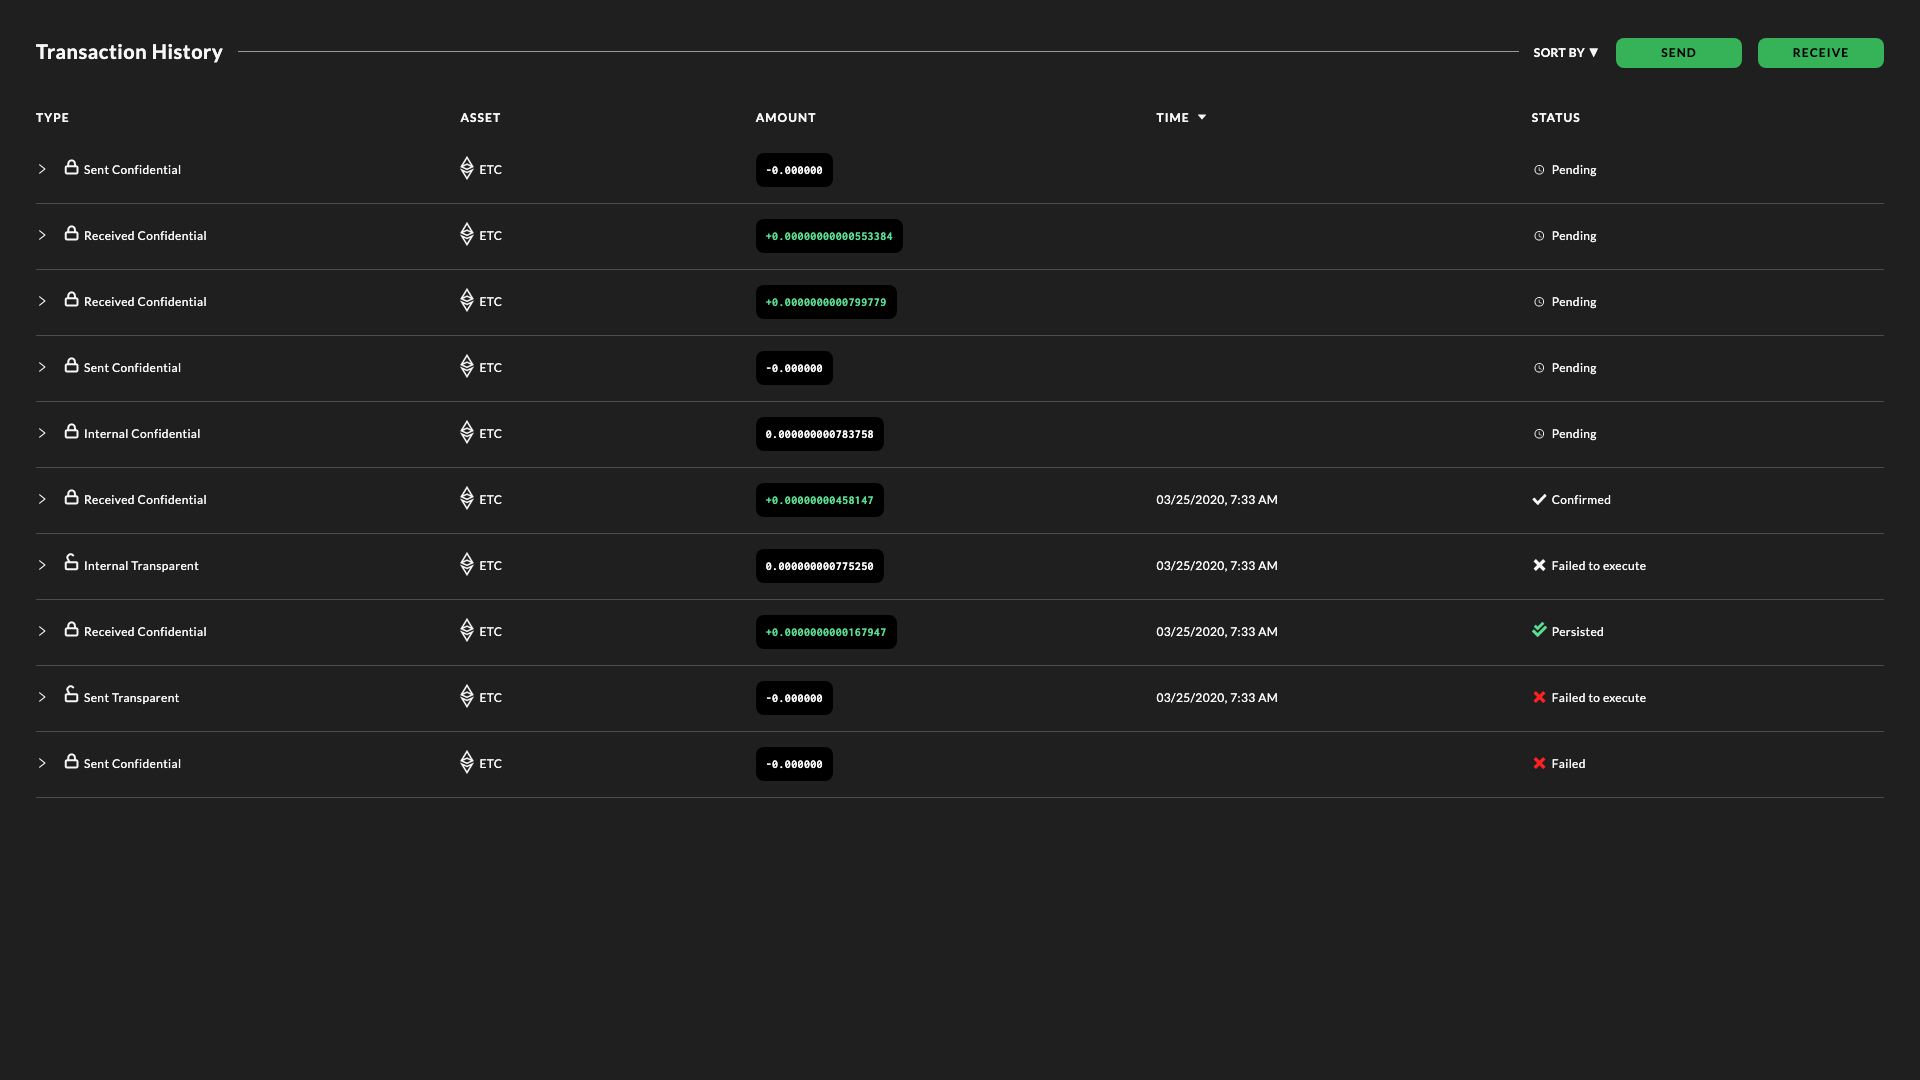 Transaction History SORT BY ▼ SEND RECEIVE
TYPE ASSET AMOUNT TIME STATUS
Sent Confidential ETC -0.000000 Pending
Received Confidential ETC +0.00000000000553384 Pending
Received Confidential ETC +0.0000000000799779 Pending
Sent Confidential ETC -0.000000 Pending
Internal Confidential ETC 0.000000000783758 Pending
Received Confidential ETC +0.00000000458147 03/25/2020, 7:33 AM Confirmed
Internal Transparent ETC 0.000000000775250 03/25/2020, 7:33 AM Failed to execute
Received Confidential ETC +0.0000000000167947 03/25/2020, 7:33 AM Persisted
Sent Transparent ETC -0.000000 03/25/2020, 7:33 AM Failed to execute
Sent Confidential ETC -0.000000 Failed